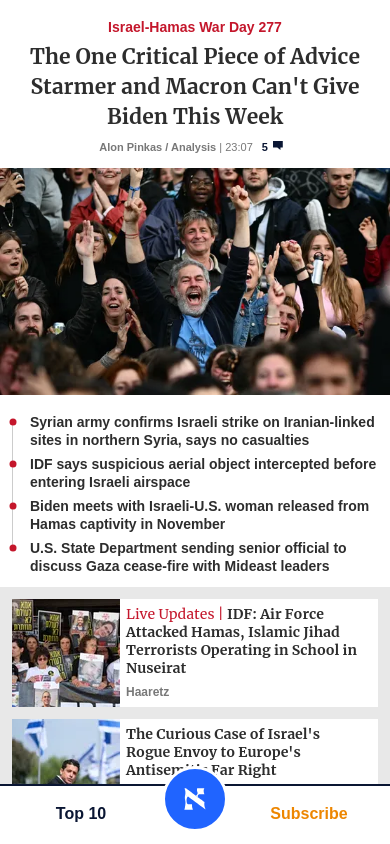 Israel-Hamas War Day 277
The One Critical Piece of Advice
Starmer and Macron Can't Give
Biden This Week
Alon Pinkas / Analysis | 23:07 5
Syrian army confirms Israeli strike on Iranian-linked
sites in northern Syria, says no casualties
IDF says suspicious aerial object intercepted before
entering Israeli airspace
Biden meets with Israeli-U.S. woman released from
Hamas captivity in November
U.S. State Department sending senior official to
discuss Gaza cease-fire with Mideast leaders
Live Updates | IDF: Air Force
Attacked Hamas, Islamic Jihad
Terrorists Operating in School in
Nuseirat
Haaretz
The Curious Case of Israel's
Rogue Envoy to Europe's
Antisemitic Far Right
Top 10
Subscribe